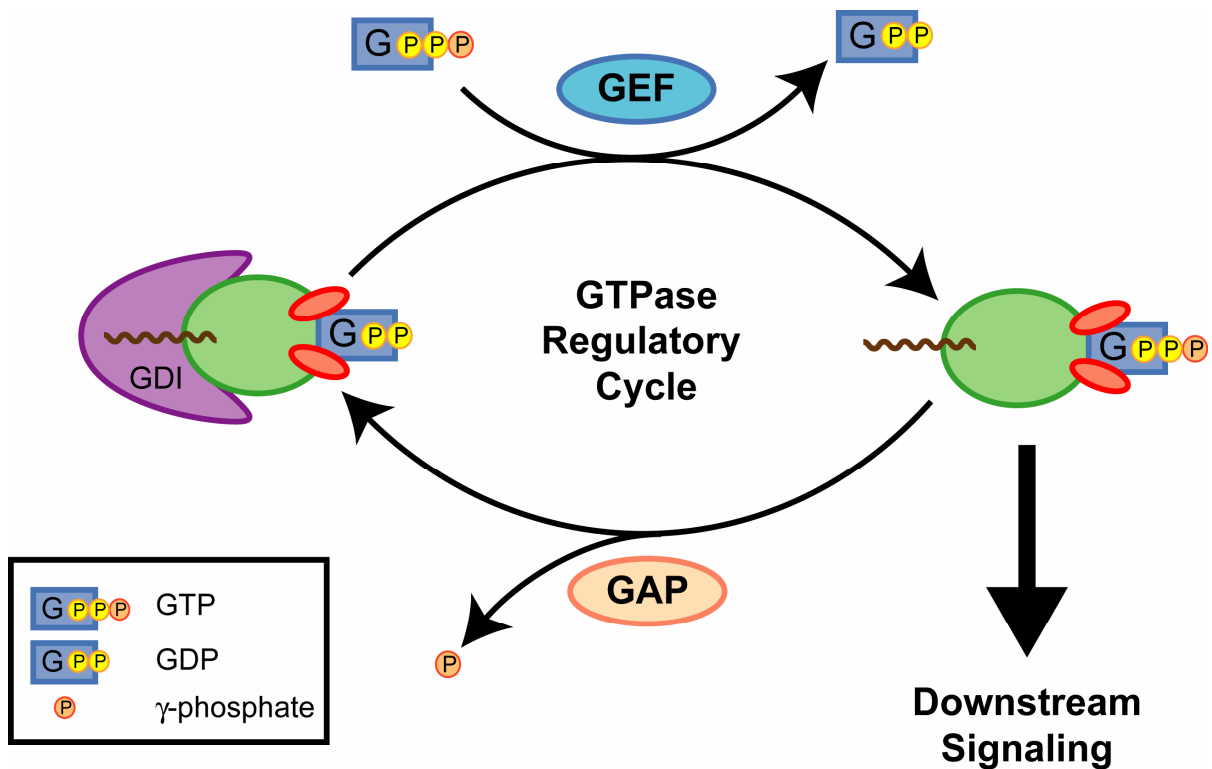 G P P P
G P P
GEF
GTPase
Regulatory
Cycle
G P P
GDI
G P P P
GAP
P
G P P P GTP
G P P GDP
P γ-phosphate
Downstream
Signaling